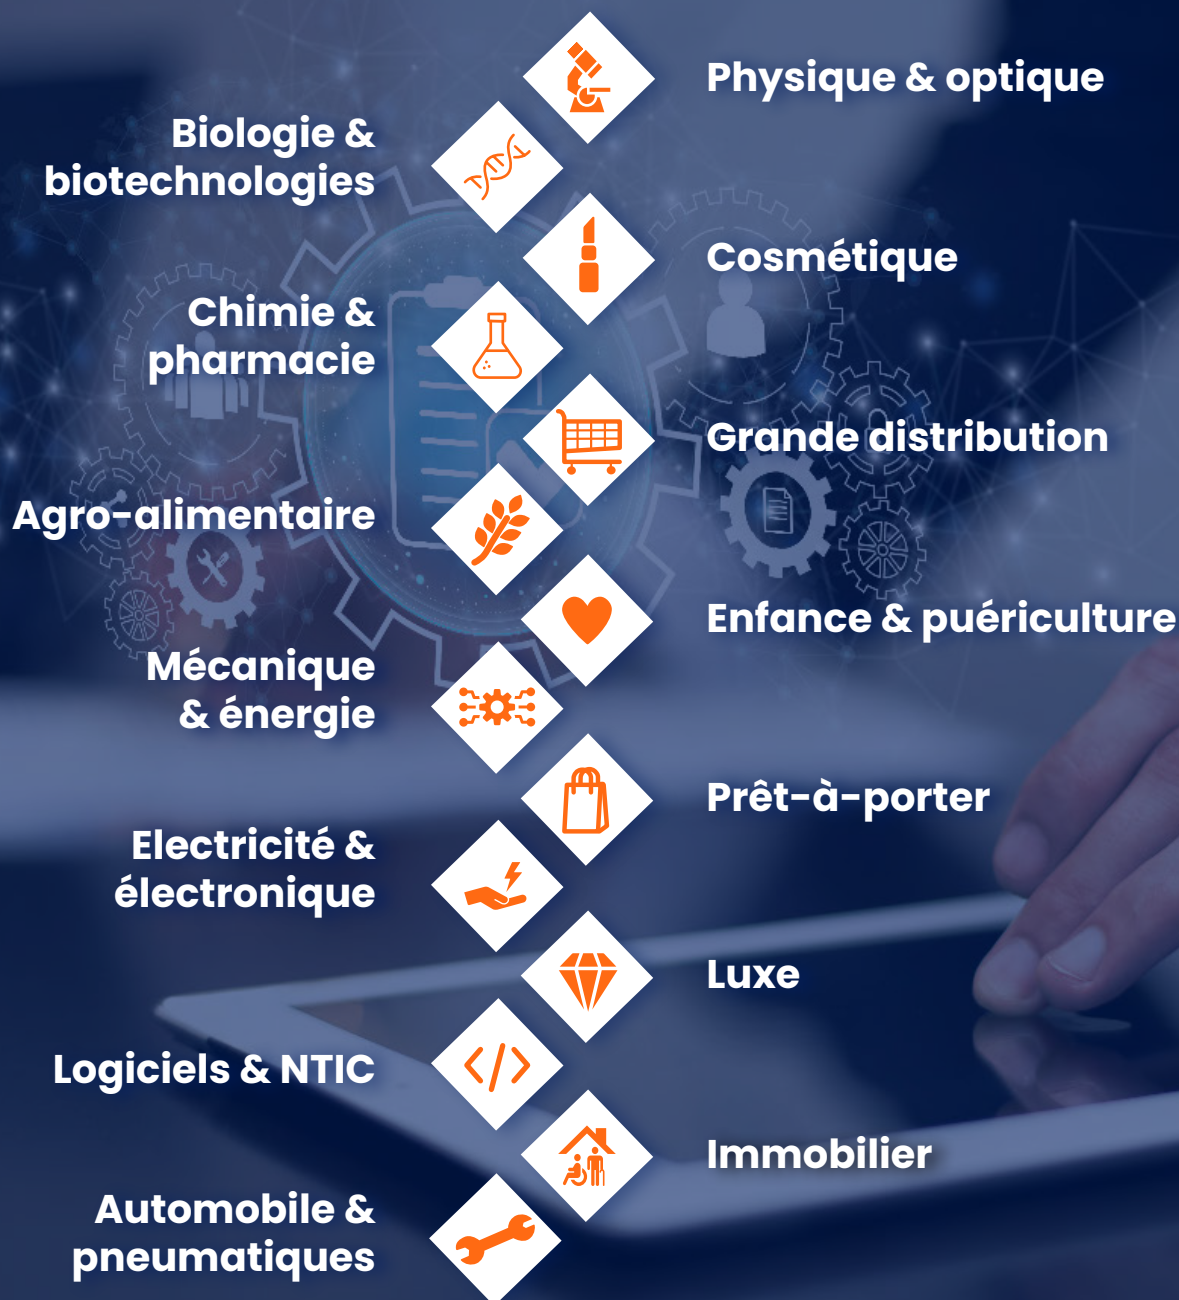 Physique & optique
Biologie &
biotechnologies
Cosmétique
Chimie &
pharmacie
Grande distribution
Agro-alimentaire
Enfance & puériculture
Mécanique
& énergie
Prêt-à-porter
Electricité &
électronique
Luxe
Logiciels & NTIC
Immobilier
Automobile &
pneumatiques